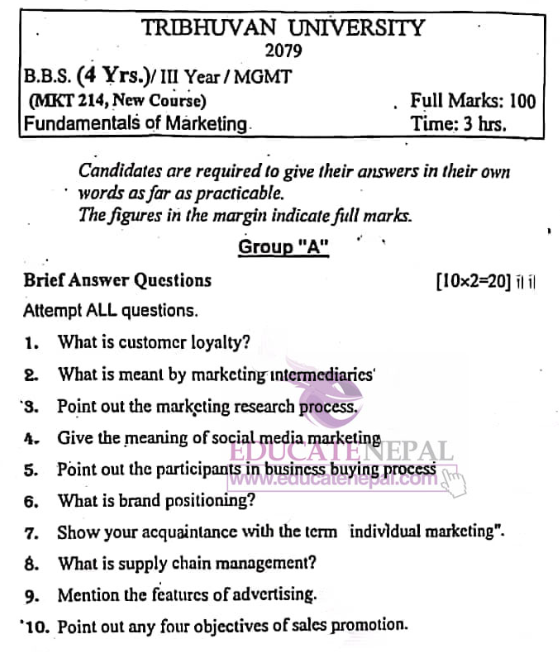 TRIBHUVAN UNIVERSITY
2079
B.B.S. (4 Yrs.)/ III Year / MGMT
(MKT 214, New Course) Full Marks: 100
Fundamentals of Marketing. Time: 3 hrs.
Candidates are required to give their answers in their own
words as far as practicable.
The figures in the margin indicate full marks.
Group "A"
Brief Answer Questions [10×2=20]
Attempt ALL questions.
1. What is customer loyalty?
2. What is meant by marketing intermediaries'
3. Point out the marketing research process.
4. Give the meaning of social media marketing
5. Point out the participants in business buying process
6. What is brand positioning?
7. Show your acquaintance with the term individual marketing".
8. What is supply chain management?
9. Mention the features of advertising.
10. Point out any four objectives of sales promotion.
EDUCATENEPAL
www.educatenepal.com